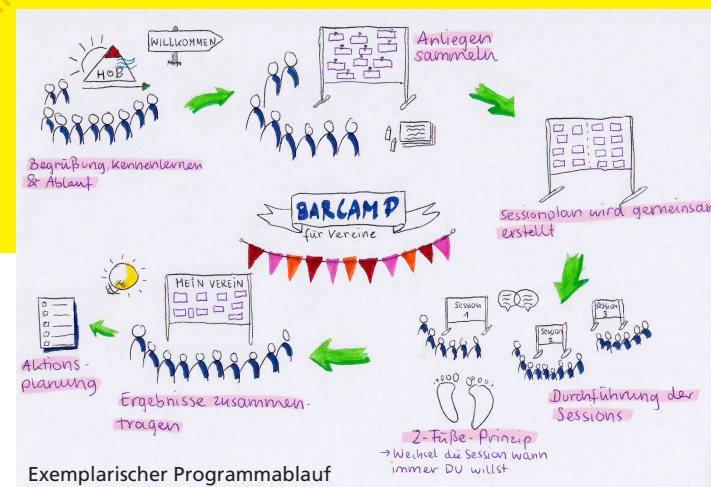 WILLKOMMEN
HOB
Begrüßung, Kennenlernen
& Ablauf
Anliegen
sammeln
Sessionplan wird gemeinsam
erstellt
BARCAMP
für Vereine
Session
1
Session
2
Session
3
Durchführung der
Sessions
2-Füße-Prinzip
→ Wechsel die Session wann
immer DU willst
MEIN VEREIN
Ergebnisse zusammen-
tragen
Aktions-
planung
Exemplarischer Programmablauf